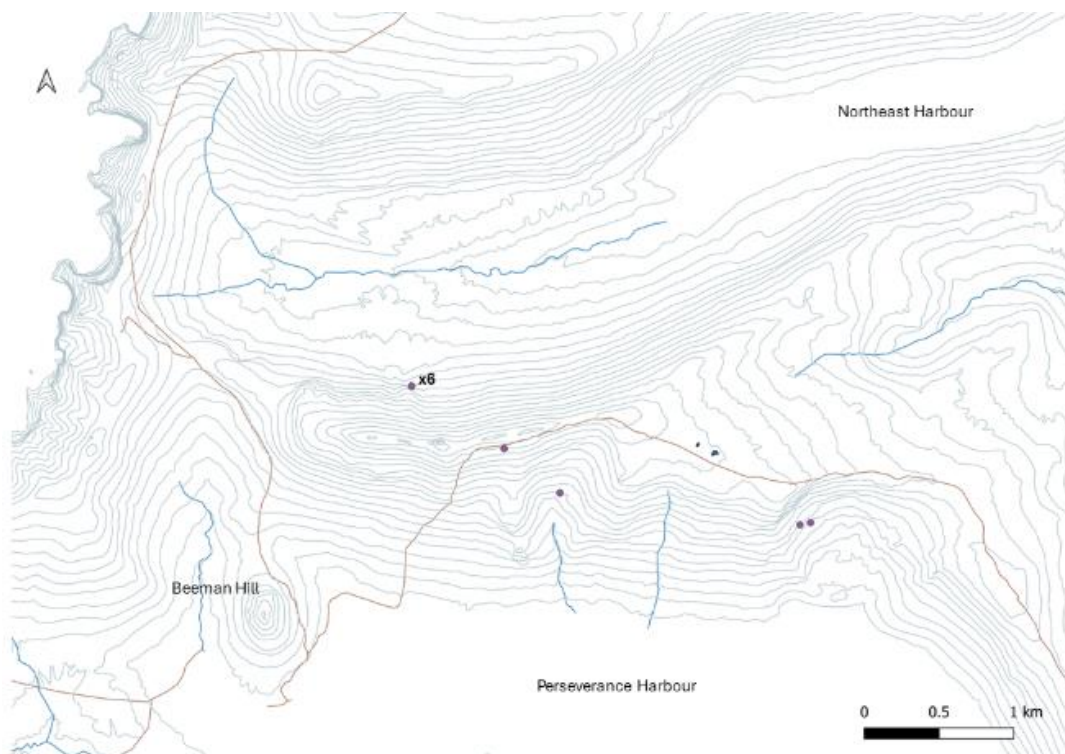 Northeast Harbour
x6
Beeman Hill
Perseverance Harbour
0 0.5 1 km